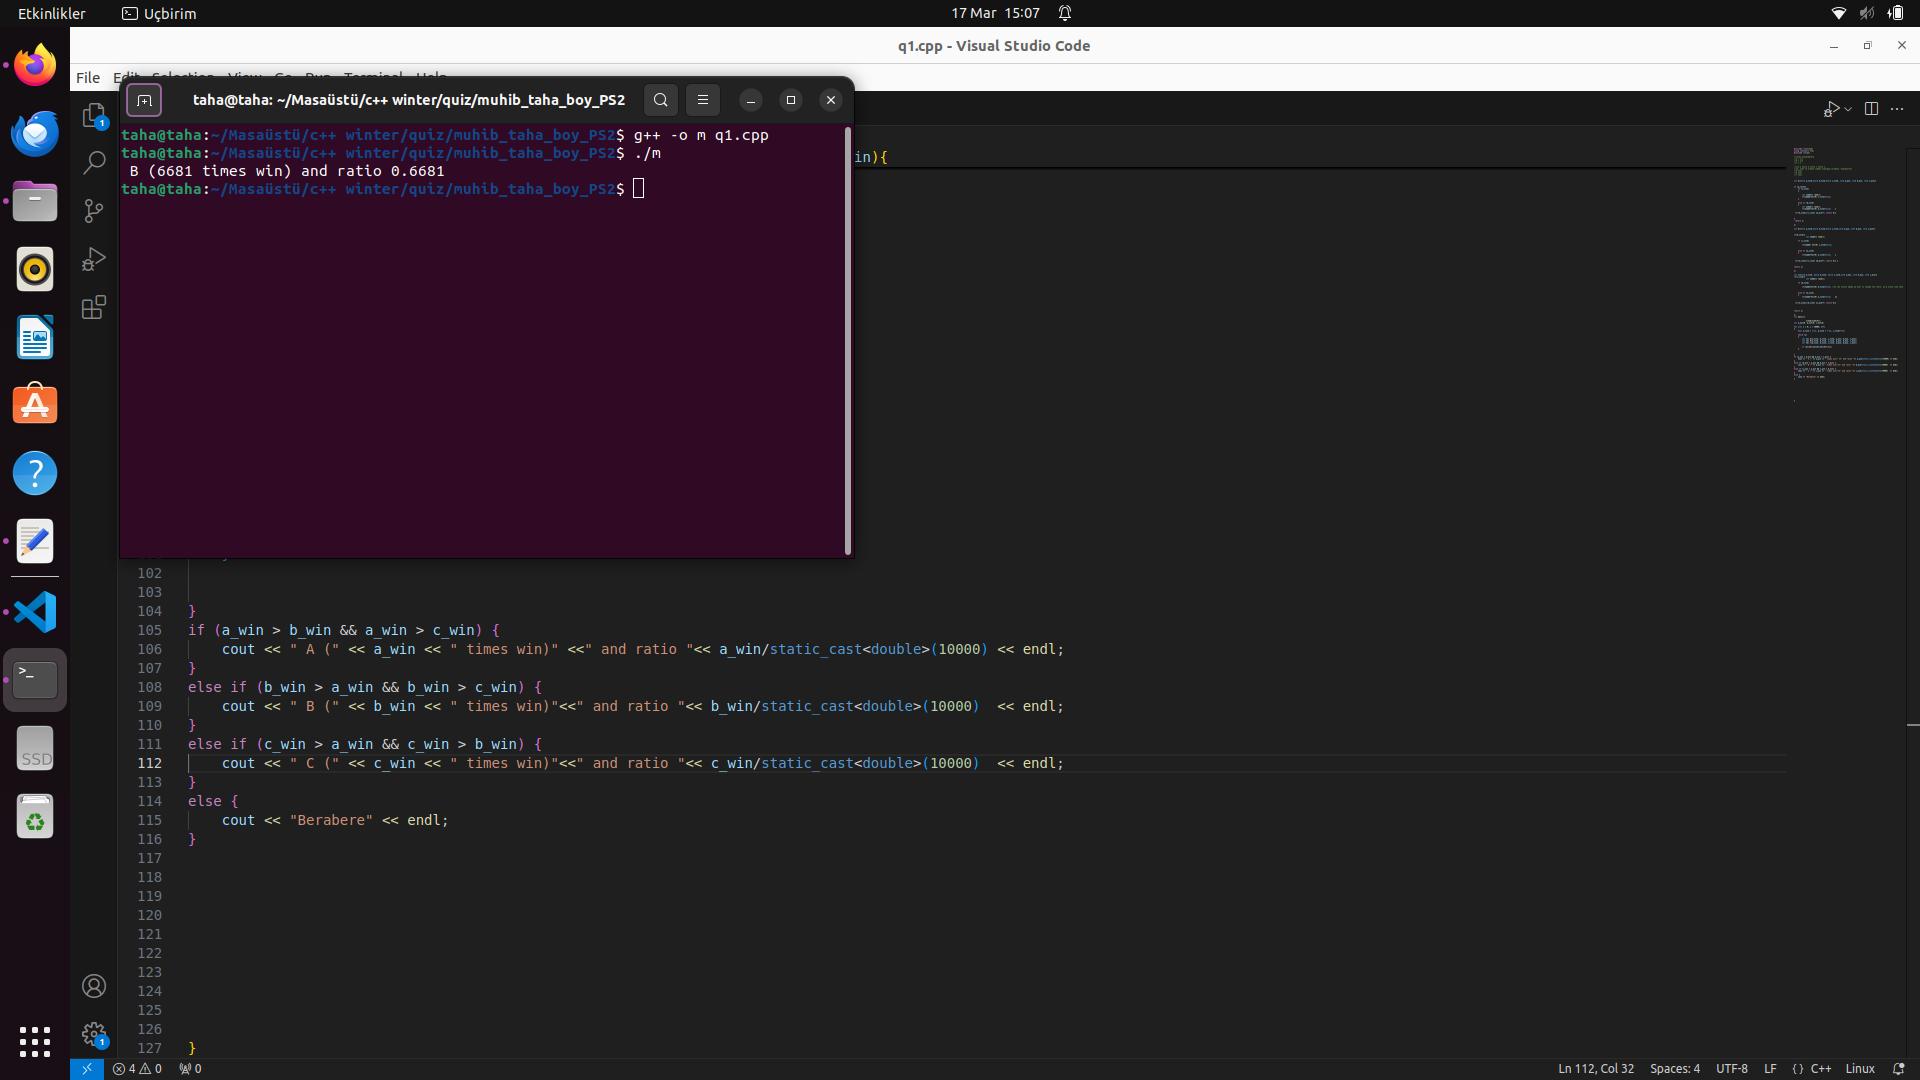 Etkinlikler
Uçbirim
17 Mar 15:07
q1.cpp - Visual Studio Code
File Edit Selection View Go Run Terminal Help
taha@taha: ~/Masaüstü/c++ winter/quiz/muhib_taha_boy_PS2
taha@taha:~/Masaüstü/c++ winter/quiz/muhib_taha_boy_PS2$ g++ -o m q1.cpp
taha@taha:~/Masaüstü/c++ winter/quiz/muhib_taha_boy_PS2$ ./m
B (6681 times win) and ratio 0.6681
taha@taha:~/Masaüstü/c++ winter/quiz/muhib_taha_boy_PS2$
in){
102
103
104 }
105 if (a_win > b_win && a_win > c_win) {
106 cout << " A (" << a_win << " times win)" <<" and ratio "<< a_win/static_cast<double>(10000) << endl;
107 }
108 else if (b_win > a_win && b_win > c_win) {
109 cout << " B (" << b_win << " times win)"<<" and ratio "<< b_win/static_cast<double>(10000)  << endl;
110 }
111 else if (c_win > a_win && c_win > b_win) {
112 cout << " C (" << c_win << " times win)"<<" and ratio "<< c_win/static_cast<double>(10000)  << endl;
113 }
114 else {
115 cout << "Berabere" << endl;
116 }
117
118
119
120
121
122
123
124
125
126
127 }
SSD
1
1
4 0 0
Ln 112, Col 32 Spaces: 4 UTF-8 LF {} C++ Linux